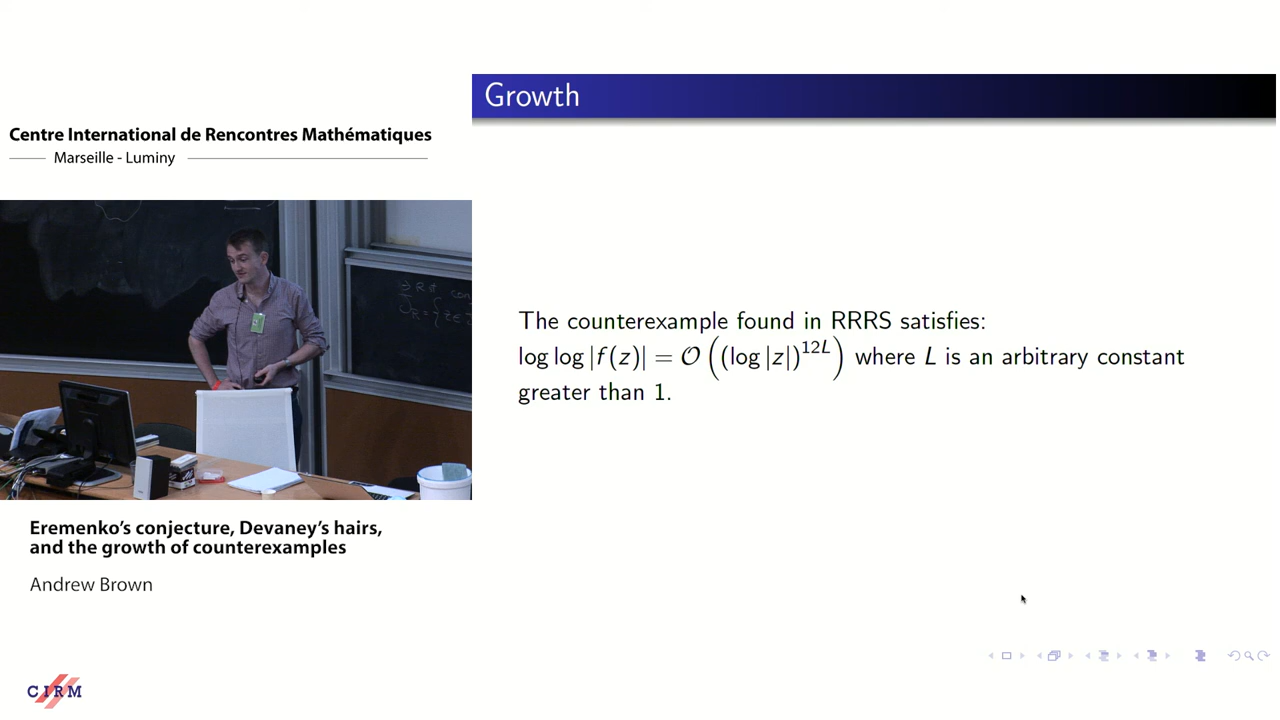 Centre International de Rencontres Mathématiques
Marseille - Luminy
Growth
The counterexample found in RRRS satisfies:
log log |f(z)| = 𝒪((log |z|)^{12L}) where L is an arbitrary constant
greater than 1.
Eremenko's conjecture, Devaney's hairs,
and the growth of counterexamples
Andrew Brown
CIRM